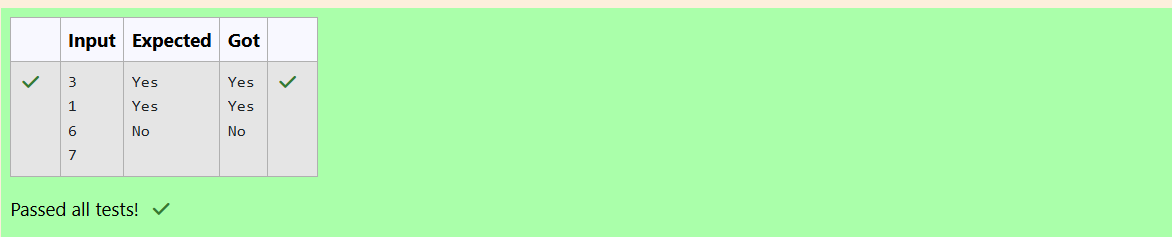 Input Expected Got
3 Yes Yes
1 Yes Yes
6 No No
7
Passed all tests!